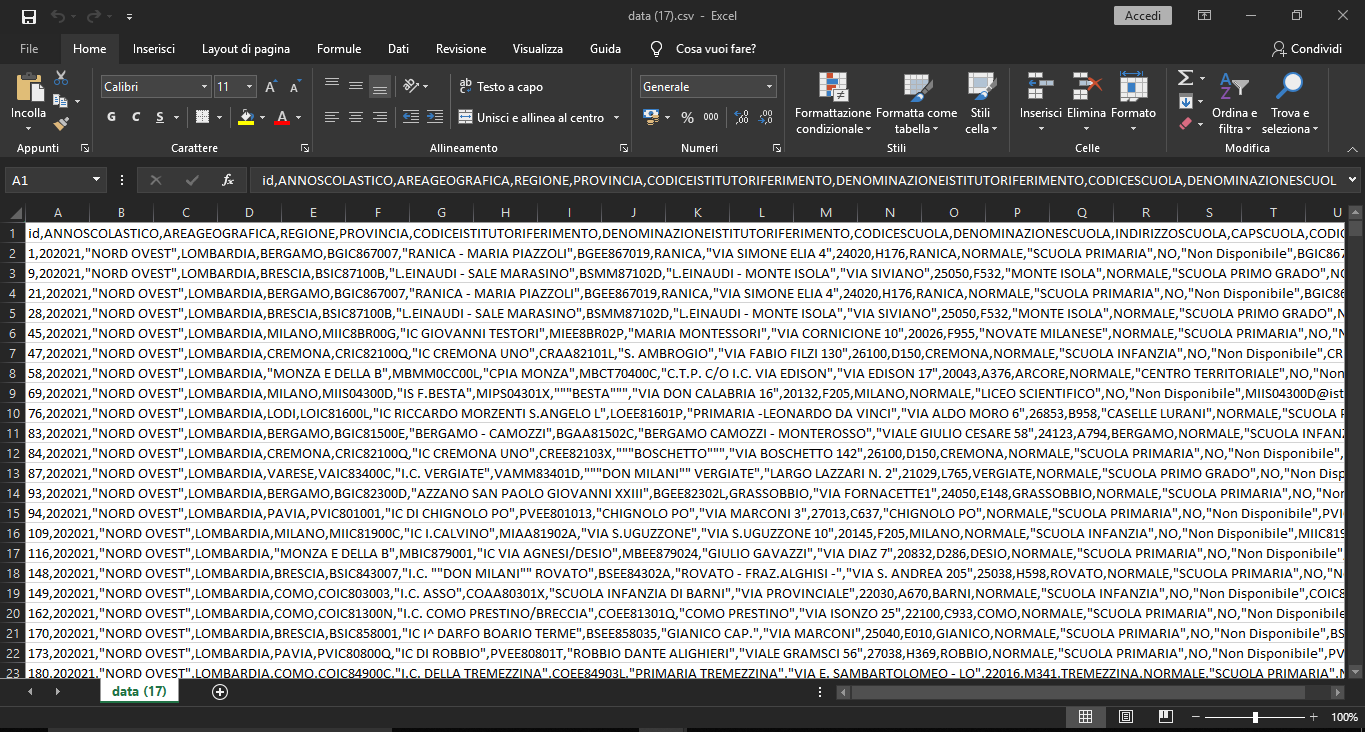 data (17).csv - Excel
Accedi
File Home Inserisci Layout di pagina Formule Dati Revisione Visualizza Guida Cosa vuoi fare? Condividi
Incolla
Appunti
Calibri 11
G C S
Carattere
Testo a capo
Unisci e allinea al centro
Allineamento
Generale
% 000
Numeri
Formattazione condizionale
Formatta come tabella
Stili cella
Stili
Inserisci Elimina Formato
Celle
Ordina e filtra
Trova e seleziona
Modifica
A1 fx id,ANNOSCOLASTICO,AREAGEOGRAFICA,REGIONE,PROVINCIA,CODICEISTITUTORIFERIMENTO,DENOMINAZIONEISTITUTORIFERIMENTO,CODICESCUOLA,DENOMINAZIONESCUOL
A B C D E F G H I J K L M N O P Q R S T U
1 id,ANNOSCOLASTICO,AREAGEOGRAFICA,REGIONE,PROVINCIA,CODICEISTITUTORIFERIMENTO,DENOMINAZIONEISTITUTORIFERIMENTO,CODICESCUOLA,DENOMINAZIONESCUOLA,INDIRIZZOSCUOLA,CAPSCUOLA,CODIC
2 1,202021,"NORD OVEST",LOMBARDIA,BERGAMO,BGIC867007,"RANICA - MARIA PIAZZOLI",BGEE867019,RANICA,"VIA SIMONE ELIA 4",24020,H176,RANICA,NORMALE,"SCUOLA PRIMARIA",NO,"Non Disponibile",BGIC867
3 9,202021,"NORD OVEST",LOMBARDIA,BRESCIA,BSIC87100B,"L.EINAUDI - SALE MARASINO",BSMM87102D,"L.EINAUDI - MONTE ISOLA","VIA SIVIANO",25050,F532,"MONTE ISOLA",NORMALE,"SCUOLA PRIMO GRADO",NO
4 21,202021,"NORD OVEST",LOMBARDIA,BERGAMO,BGIC867007,"RANICA - MARIA PIAZZOLI",BGEE867019,RANICA,"VIA SIMONE ELIA 4",24020,H176,RANICA,NORMALE,"SCUOLA PRIMARIA",NO,"Non Disponibile",BGIC86
5 28,202021,"NORD OVEST",LOMBARDIA,BRESCIA,BSIC87100B,"L.EINAUDI - SALE MARASINO",BSMM87102D,"L.EINAUDI - MONTE ISOLA","VIA SIVIANO",25050,F532,"MONTE ISOLA",NORMALE,"SCUOLA PRIMO GRADO",N
6 45,202021,"NORD OVEST",LOMBARDIA,MILANO,MIIC8BR00G,"IC GIOVANNI TESTORI",MIEE8BR02P,"MARIA MONTESSORI","VIA CORNICIONE 10",20026,F955,"NOVATE MILANESE",NORMALE,"SCUOLA PRIMARIA",NO,"N
7 47,202021,"NORD OVEST",LOMBARDIA,CREMONA,CRIC82100Q,"IC CREMONA UNO",CRAA82101L,"S. AMBROGIO","VIA FABIO FILZI 130",26100,D150,CREMONA,NORMALE,"SCUOLA INFANZIA",NO,"Non Disponibile",CR
8 58,202021,"NORD OVEST",LOMBARDIA,"MONZA E DELLA B",MBMM0CC00L,"CPIA MONZA",MBCT70400C,"C.T.P. C/O I.C. VIA EDISON","VIA EDISON 17",20043,A376,ARCORE,NORMALE,"CENTRO TERRITORIALE",NO,"Non
9 69,202021,"NORD OVEST",LOMBARDIA,MILANO,MIIS04300D,"IS F.BESTA",MIPS04301X,"""BESTA""","VIA DON CALABRIA 16",20132,F205,MILANO,NORMALE,"LICEO SCIENTIFICO",NO,"Non Disponibile",MIIS04300D@ist
10 76,202021,"NORD OVEST",LOMBARDIA,LODI,LOIC81600L,"IC RICCARDO MORZENTI S.ANGELO L",LOEE81601P,"PRIMARIA -LEONARDO DA VINCI","VIA ALDO MORO 6",26853,B958,"CASELLE LURANI",NORMALE,"SCUOLA P
11 83,202021,"NORD OVEST",LOMBARDIA,BERGAMO,BGIC81500E,"BERGAMO - CAMOZZI",BGAA81502C,"BERGAMO CAMOZZI - MONTEROSSO","VIALE GIULIO CESARE 58",24123,A794,BERGAMO,NORMALE,"SCUOLA INFANZ
12 84,202021,"NORD OVEST",LOMBARDIA,CREMONA,CRIC82100Q,"IC CREMONA UNO",CREE82103X,"""BOSCHETTO""","VIA BOSCHETTO 142",26100,D150,CREMONA,NORMALE,"SCUOLA PRIMARIA",NO,"Non Disponibile",
13 87,202021,"NORD OVEST",LOMBARDIA,VARESE,VAIC83400C,"I.C. VERGIATE",VAMM83401D,"""DON MILANI"" VERGIATE","LARGO LAZZARI N. 2",21029,L765,VERGIATE,NORMALE,"SCUOLA PRIMO GRADO",NO,"Non Disp
14 93,202021,"NORD OVEST",LOMBARDIA,BERGAMO,BGIC82300D,"AZZANO SAN PAOLO GIOVANNI XXIII",BGEE82302L,GRASSOBBIO,"VIA FORNACETTE1",24050,E148,GRASSOBBIO,NORMALE,"SCUOLA PRIMARIA",NO,"Non
15 94,202021,"NORD OVEST",LOMBARDIA,PAVIA,PVIC801001,"IC DI CHIGNOLO PO",PVEE801013,"CHIGNOLO PO","VIA MARCONI 3",27013,C637,"CHIGNOLO PO",NORMALE,"SCUOLA PRIMARIA",NO,"Non Disponibile",PVI
16 109,202021,"NORD OVEST",LOMBARDIA,MILANO,MIIC81900C,"IC I.CALVINO",MIAA81902A,"VIA S.UGUZZONE","VIA S.UGUZZONE 10",20145,F205,MILANO,NORMALE,"SCUOLA INFANZIA",NO,"Non Disponibile",MIIC819
17 116,202021,"NORD OVEST",LOMBARDIA,"MONZA E DELLA B",MBIC879001,"IC VIA AGNESI/DESIO",MBEE879024,"GIULIO GAVAZZI","VIA DIAZ 7",20832,D286,DESIO,NORMALE,"SCUOLA PRIMARIA",NO,"Non Disponibile",
18 148,202021,"NORD OVEST",LOMBARDIA,BRESCIA,BSIC843007,"I.C. ""DON MILANI"" ROVATO",BSEE84302A,"ROVATO - FRAZ.ALGHISI -","VIA S. ANDREA 205",25038,H598,ROVATO,NORMALE,"SCUOLA PRIMARIA",NO,"N
19 149,202021,"NORD OVEST",LOMBARDIA,COMO,COIC803003,"I.C. ASSO",COAA80301X,"SCUOLA INFANZIA DI BARNI","VIA PROVINCIALE",22030,A670,BARNI,NORMALE,"SCUOLA INFANZIA",NO,"Non Disponibile",COIC8
20 162,202021,"NORD OVEST",LOMBARDIA,COMO,COIC81300N,"I.C. COMO PRESTINO/BRECCIA",COEE81301Q,"COMO PRESTINO","VIA ISONZO 25",22100,C933,COMO,NORMALE,"SCUOLA PRIMARIA",NO,"Non Disponibile
21 170,202021,"NORD OVEST",LOMBARDIA,BRESCIA,BSIC858001,"IC I^ DARFO BOARIO TERME",BSEE858035,"GIANICO CAP.","VIA MARCONI",25040,E010,GIANICO,NORMALE,"SCUOLA PRIMARIA",NO,"Non Disponibile",BS
22 173,202021,"NORD OVEST",LOMBARDIA,PAVIA,PVIC80800Q,"IC DI ROBBIO",PVEE80801T,"ROBBIO DANTE ALIGHIERI","VIALE GRAMSCI 56",27038,H369,ROBBIO,NORMALE,"SCUOLA PRIMARIA",NO,"Non Disponibile",PV
23 180,202021,"NORD OVEST",LOMBARDIA,COMO,COIC84900C,"I.C. DELLA TREMEZZINA",COEE84903L,"PRIMARIA TREMEZZINA","VIA E. SAMBARTOLOMEO - LO",22016,M341,TREMEZZINA,NORMALE,"SCUOLA PRIMARIA",N
data (17)
100%